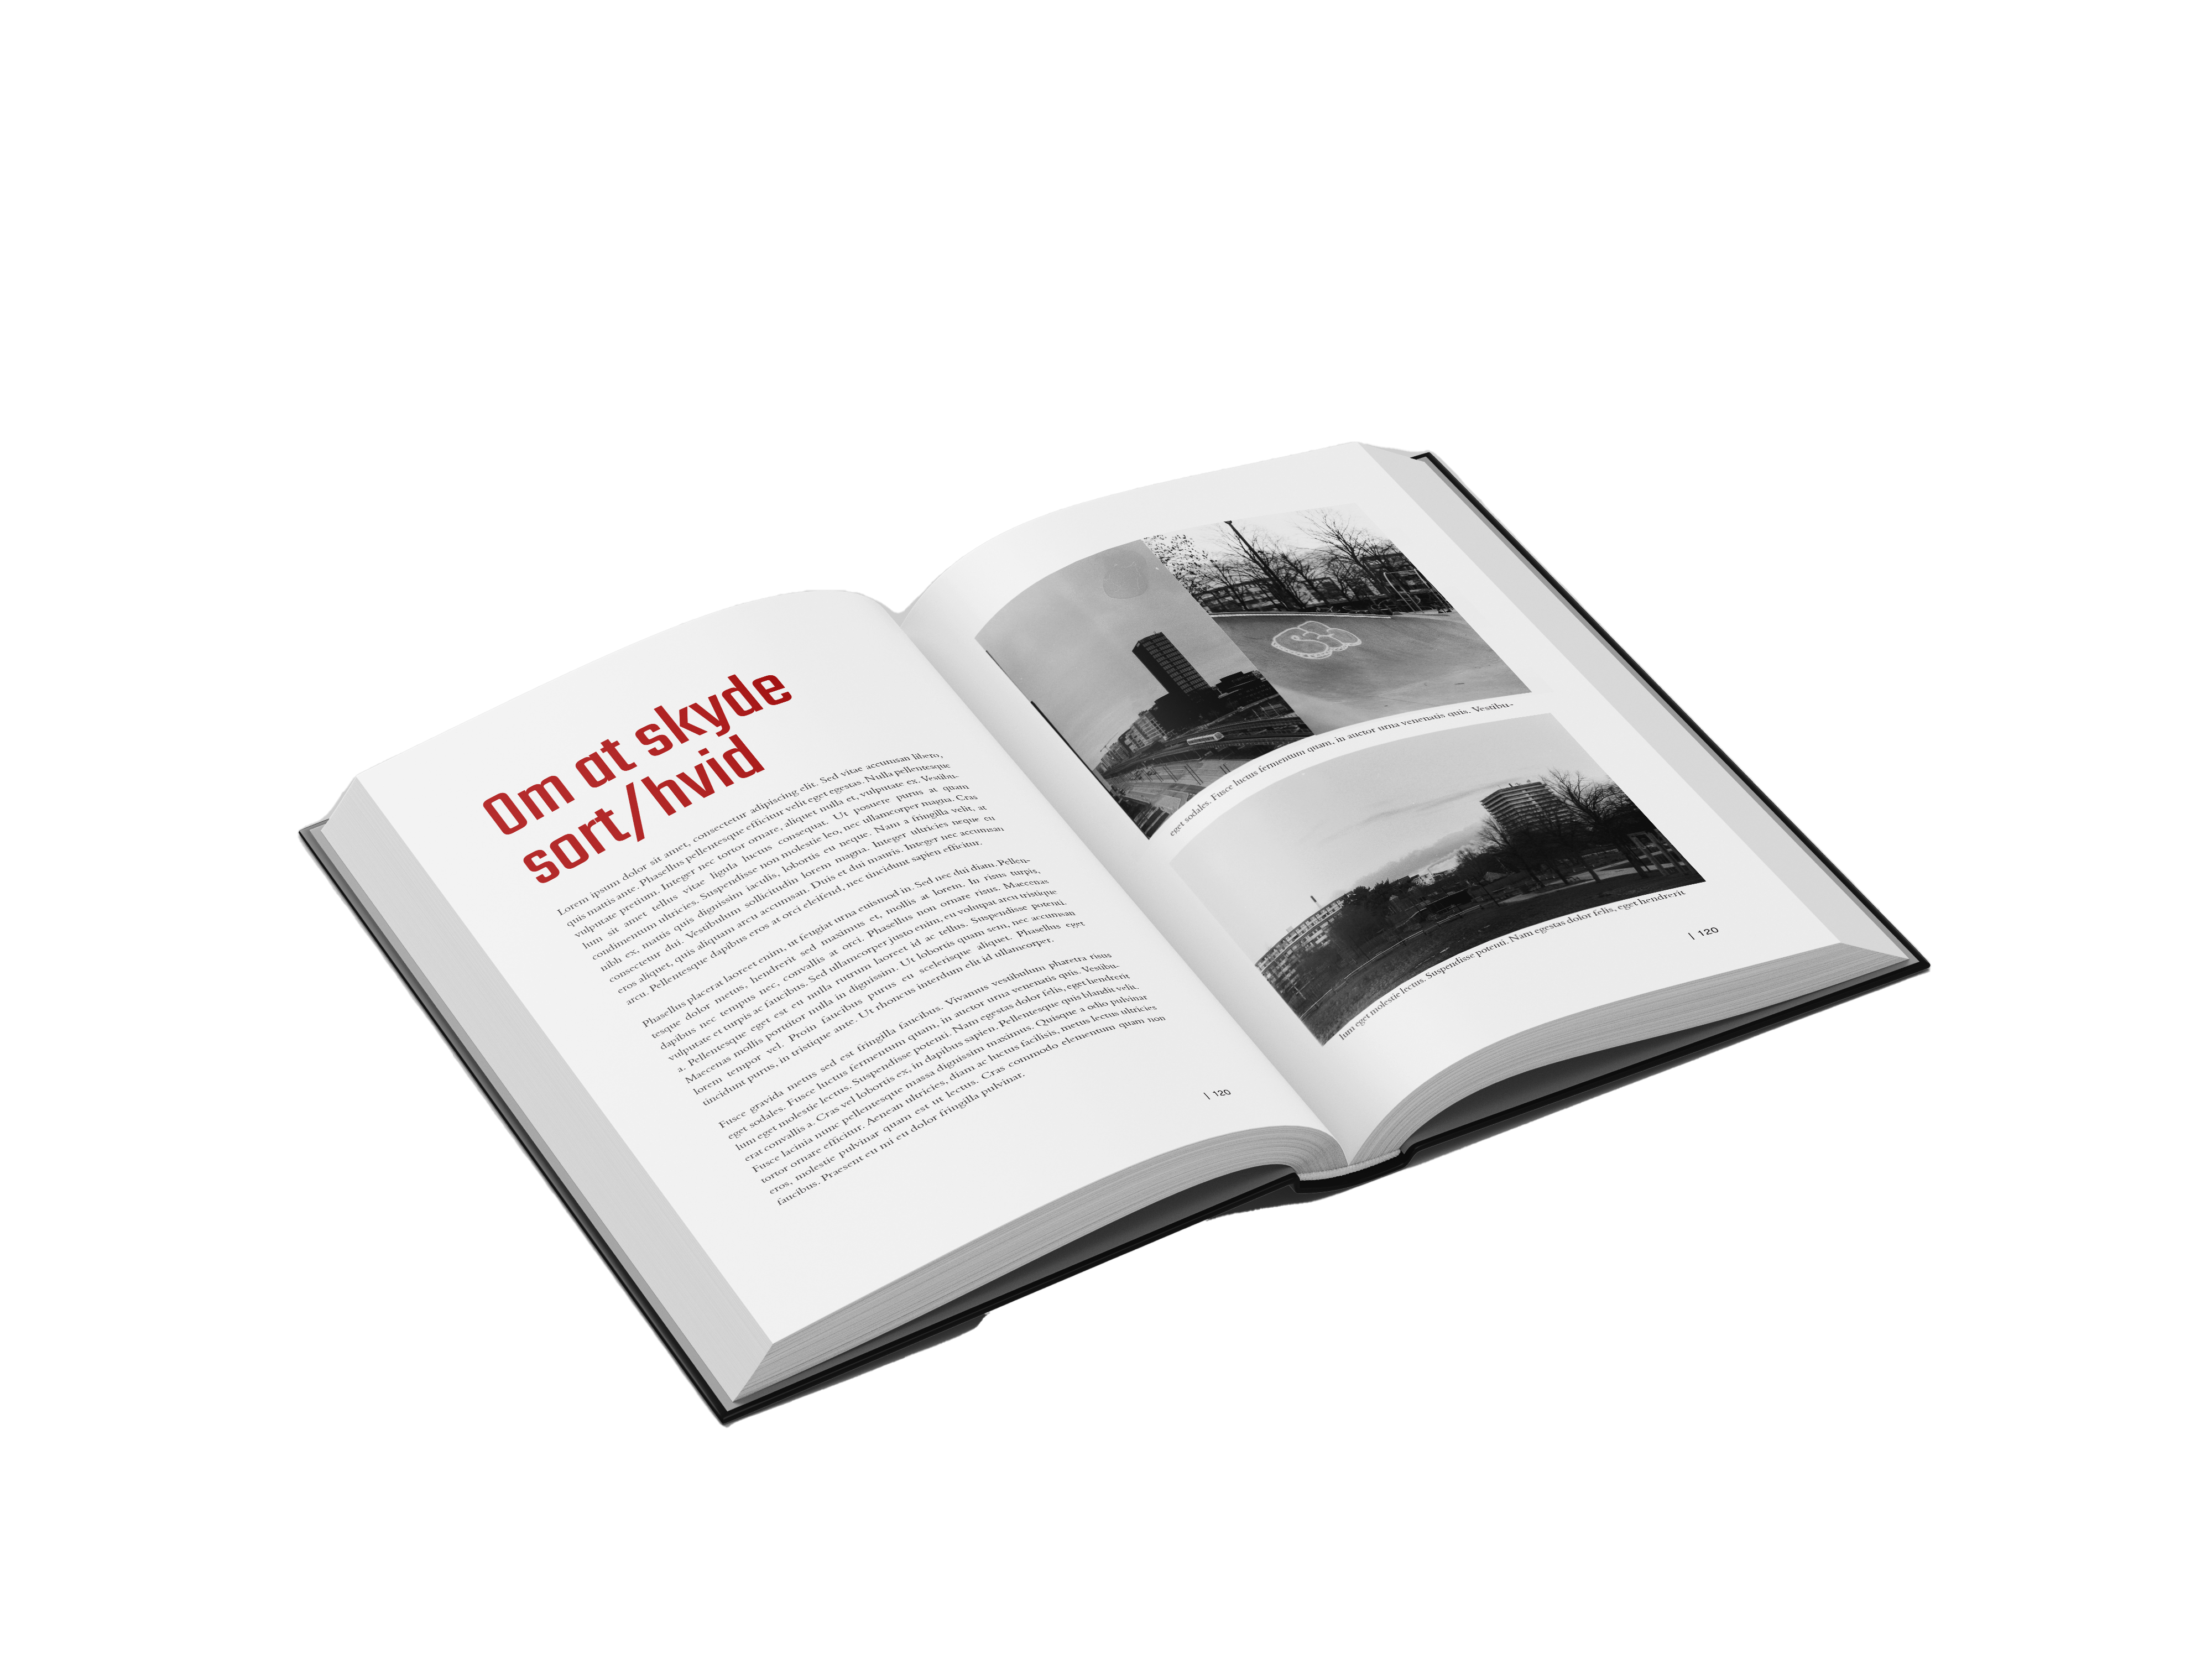 Om at skyde
sort/hvid
Lorem ipsum dolor sit amet, consectetur adipiscing elit. Sed vitae accumsan libero,
quis mattis ante. Phasellus pellentesque efficitur velit eget egestas. Nulla pellentesque
vulputate pretium. Integer nec tortor ornare, aliquet nulla et, vulputate ex. Vestibu-
lum sit amet tellus vitae ligula luctus consequat. Ut posuere purus at quam
condimentum ultricies. Suspendisse non molestie leo, nec ullamcorper magna. Cras
nibh ex, mattis quis dignissim iaculis, lobortis eu neque. Nam a fringilla velit, at
consectetur dui. Vestibulum sollicitudin lorem magna. Integer ultricies neque eu
eros aliquet, quis aliquam arcu accumsan. Duis et dui mauris. Integer nec accumsan
arcu. Pellentesque dapibus eros at orci eleifend, nec tincidunt sapien efficitur.
Phasellus placerat laoreet enim, ut feugiat urna euismod in. Sed nec dui diam. Pellen-
tesque dolor metus, hendrerit sed maximus et, mollis at lorem. In risus turpis,
dapibus nec tempus nec, convallis at orci. Phasellus non ornare risus. Maecenas
vulputate et turpis ac faucibus. Sed ullamcorper justo enim, eu volutpat arcu tristique
a. Pellentesque eget est eu nulla rutrum laoreet id ac tellus. Suspendisse potenti.
Maecenas mollis porttitor nulla in dignissim. Ut lobortis quam sem, nec accumsan
lorem tempor vel. Proin faucibus purus eu scelerisque aliquet. Phasellus eget
tincidunt purus, in tristique ante. Ut rhoncus interdum elit id ullamcorper.
Fusce gravida metus sed est fringilla faucibus. Vivamus vestibulum pharetra risus
eget sodales. Fusce luctus fermentum quam, in auctor urna venenatis quis. Vestibu-
lum eget molestie lectus. Suspendisse potenti. Nam egestas dolor felis, eget hendrerit
erat convallis a. Cras vel lobortis ex, in dapibus sapien. Pellentesque quis blandit velit.
Fusce lacinia nunc pellentesque massa dignissim maximus. Quisque a odio pulvinar
tortor ornare efficitur. Aenean ultricies, diam ac luctus facilisis, metus lectus ultricies
eros, molestie pulvinar quam est ut lectus. Cras commodo elementum quam non
faucibus. Praesent eu mi eu dolor fringilla pulvinar.
| 120
eget sodales. Fusce luctus fermentum quam, in auctor urna venenatis quis. Vestibu-
lum eget molestie lectus. Suspendisse potenti. Nam egestas dolor felis, eget hendrerit
| 120